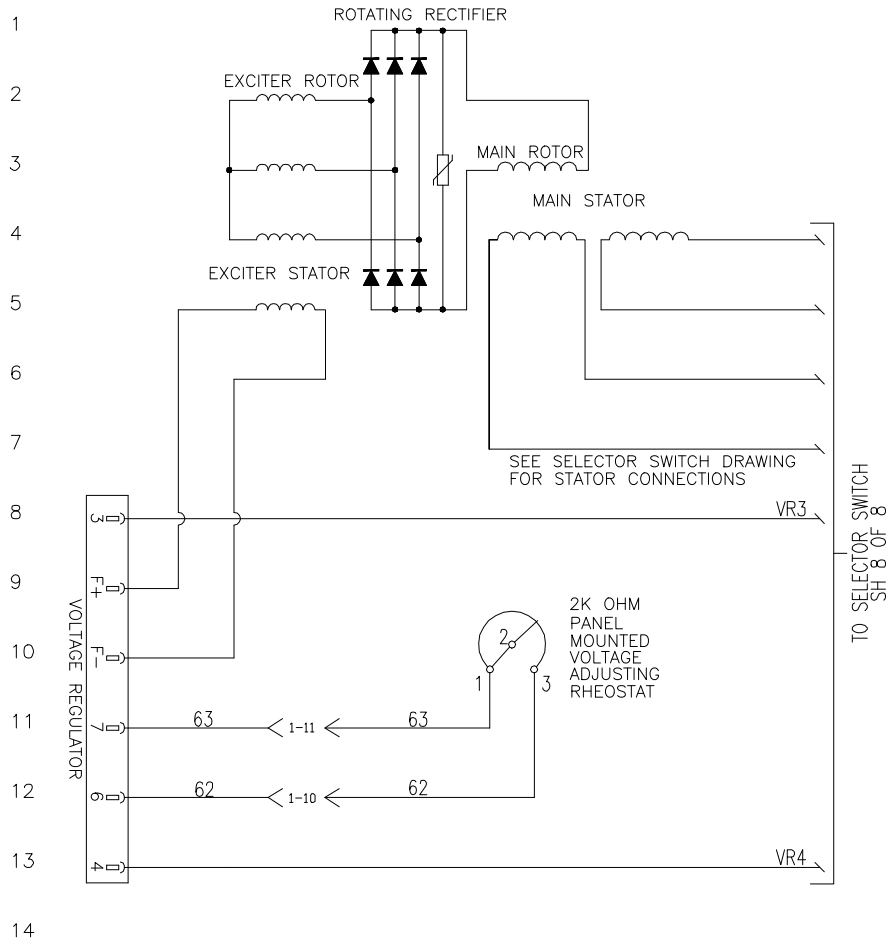 1
ROTATING RECTIFIER
EXCITER ROTOR
2
3
MAIN ROTOR
MAIN STATOR
4
EXCITER STATOR
5
6
7
SEE SELECTOR SWITCH DRAWING
FOR STATOR CONNECTIONS
8
3
VR3
TO SELECTOR SWITCH
SH 8 OF 8
9
F+
VOLTAGE REGULATOR
2K OHM
PANEL
MOUNTED
VOLTAGE
ADJUSTING
RHEOSTAT
2
1
3
10
F-
11
7
63
1-11
63
12
6
62
1-10
62
13
4
VR4
14